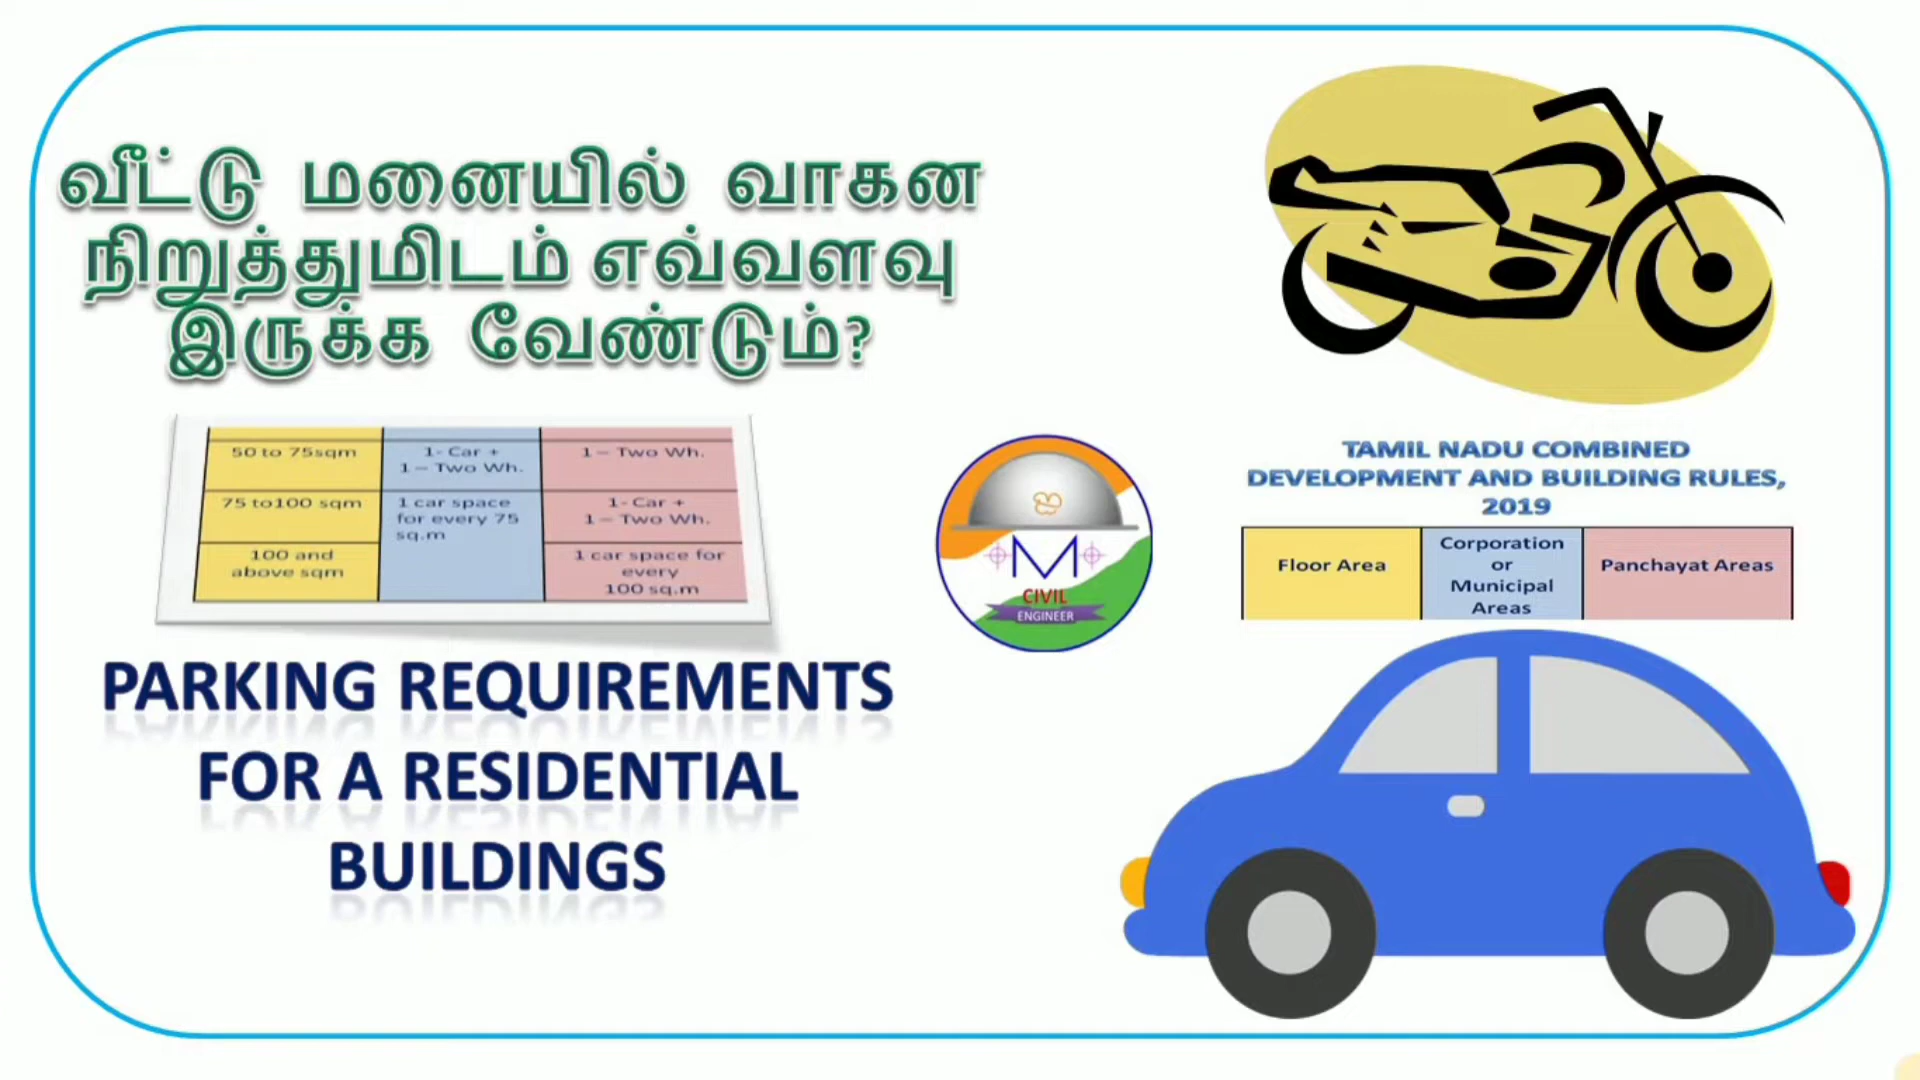 வீட்டு மனையில் வாகன
நிறுத்துமிடம் எவ்வளவு
இருக்க வேண்டும்?
50 to 75sqm
1- Car +
1 – Two Wh.
1 – Two Wh.
75 to100 sqm
1 car space
for every 75
sq.m
1- Car +
1 – Two Wh.
100 and
above sqm
1 car space for
every
100 sq.m
PARKING REQUIREMENTS
FOR A RESIDENTIAL
BUILDINGS
M
CIVIL
ENGINEER
TAMIL NADU COMBINED
DEVELOPMENT AND BUILDING RULES,
2019
Floor Area
Corporation
or
Municipal
Areas
Panchayat Areas